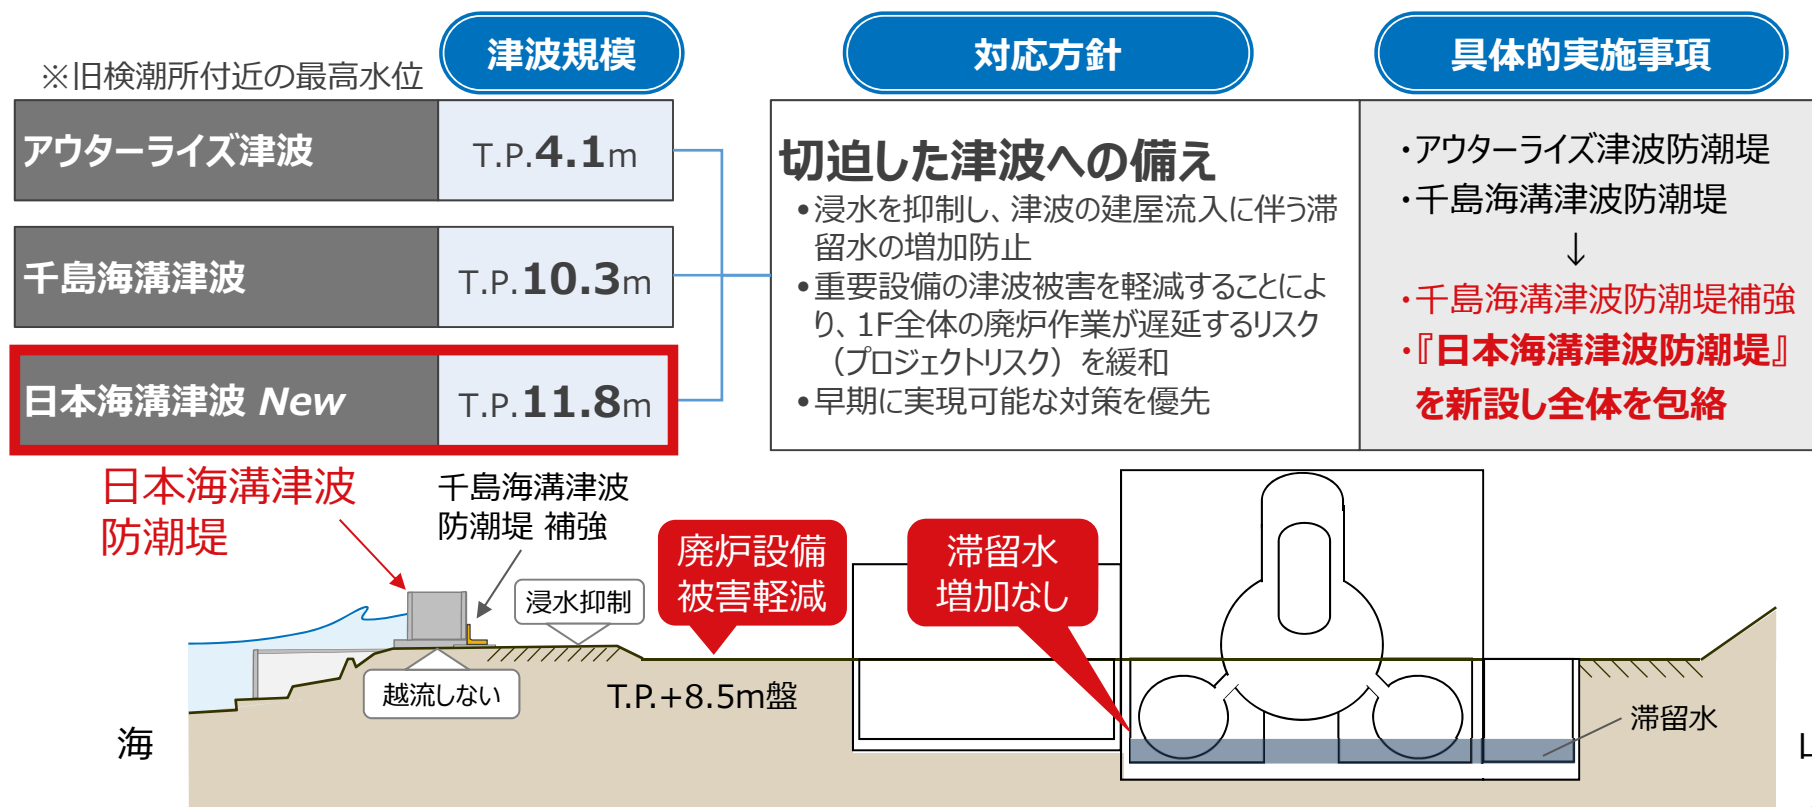 ※旧検潮所付近の最高水位
津波規模
対応方針
具体的実施事項
アウターライズ津波
T.P.4.1m
千島海溝津波
T.P.10.3m
日本海溝津波 New
T.P.11.8m
切迫した津波への備え
•浸水を抑制し、津波の建屋流入に伴う滞
留水の増加防止
•重要設備の津波被害を軽減することによ
り、1F全体の廃炉作業が遅延するリスク
（プロジェクトリスク）を緩和
•早期に実現可能な対策を優先
・アウターライズ津波防潮堤
・千島海溝津波防潮堤
↓
・千島海溝津波防潮堤補強
・『日本海溝津波防潮堤』
を新設し全体を包絡
日本海溝津波
防潮堤
千島海溝津波
防潮堤 補強
浸水抑制
廃炉設備
被害軽減
滞留水
増加なし
越流しない
T.P.+8.5m盤
滞留水
海